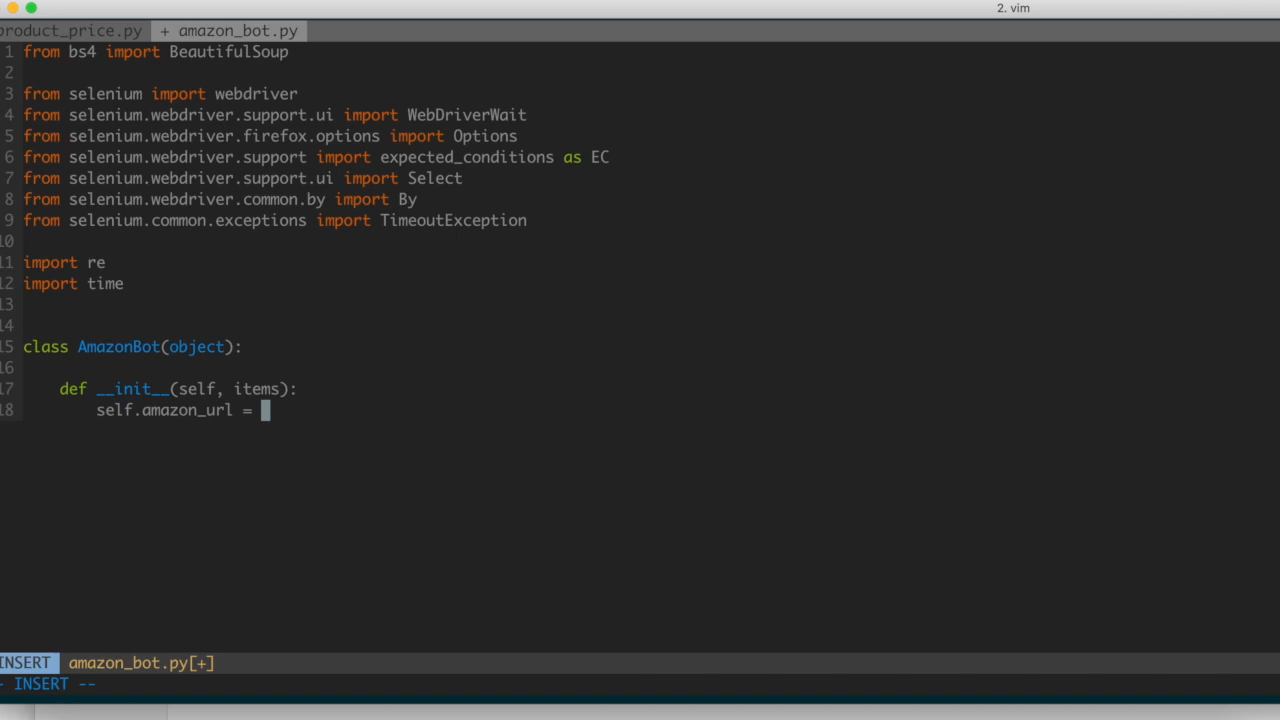 2. vim
product_price.py + amazon_bot.py
1 from bs4 import BeautifulSoup
2
3 from selenium import webdriver
4 from selenium.webdriver.support.ui import WebDriverWait
5 from selenium.webdriver.firefox.options import Options
6 from selenium.webdriver.support import expected_conditions as EC
7 from selenium.webdriver.support.ui import Select
8 from selenium.webdriver.common.by import By
9 from selenium.common.exceptions import TimeoutException
10
11 import re
12 import time
13
14
15 class AmazonBot(object):
16
17 def __init__(self, items):
18 self.amazon_url =
INSERT amazon_bot.py[+]
- INSERT --